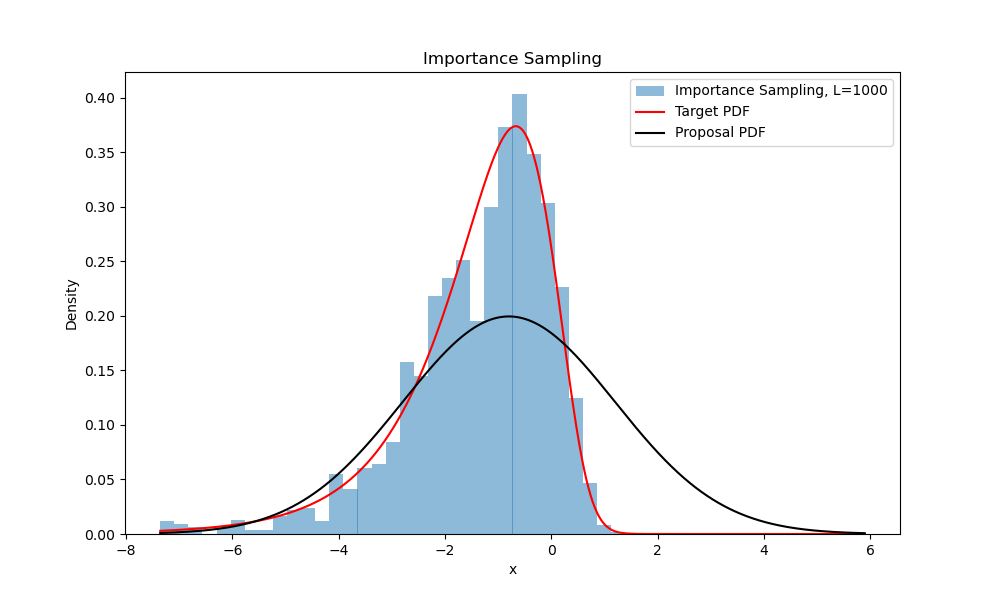 Importance Sampling
Importance Sampling, L=1000
Target PDF
Proposal PDF
0.40
0.35
0.30
0.25
0.20
0.15
0.10
0.05
0.00
Density
−8
−6
−4
−2
0
2
4
6
x